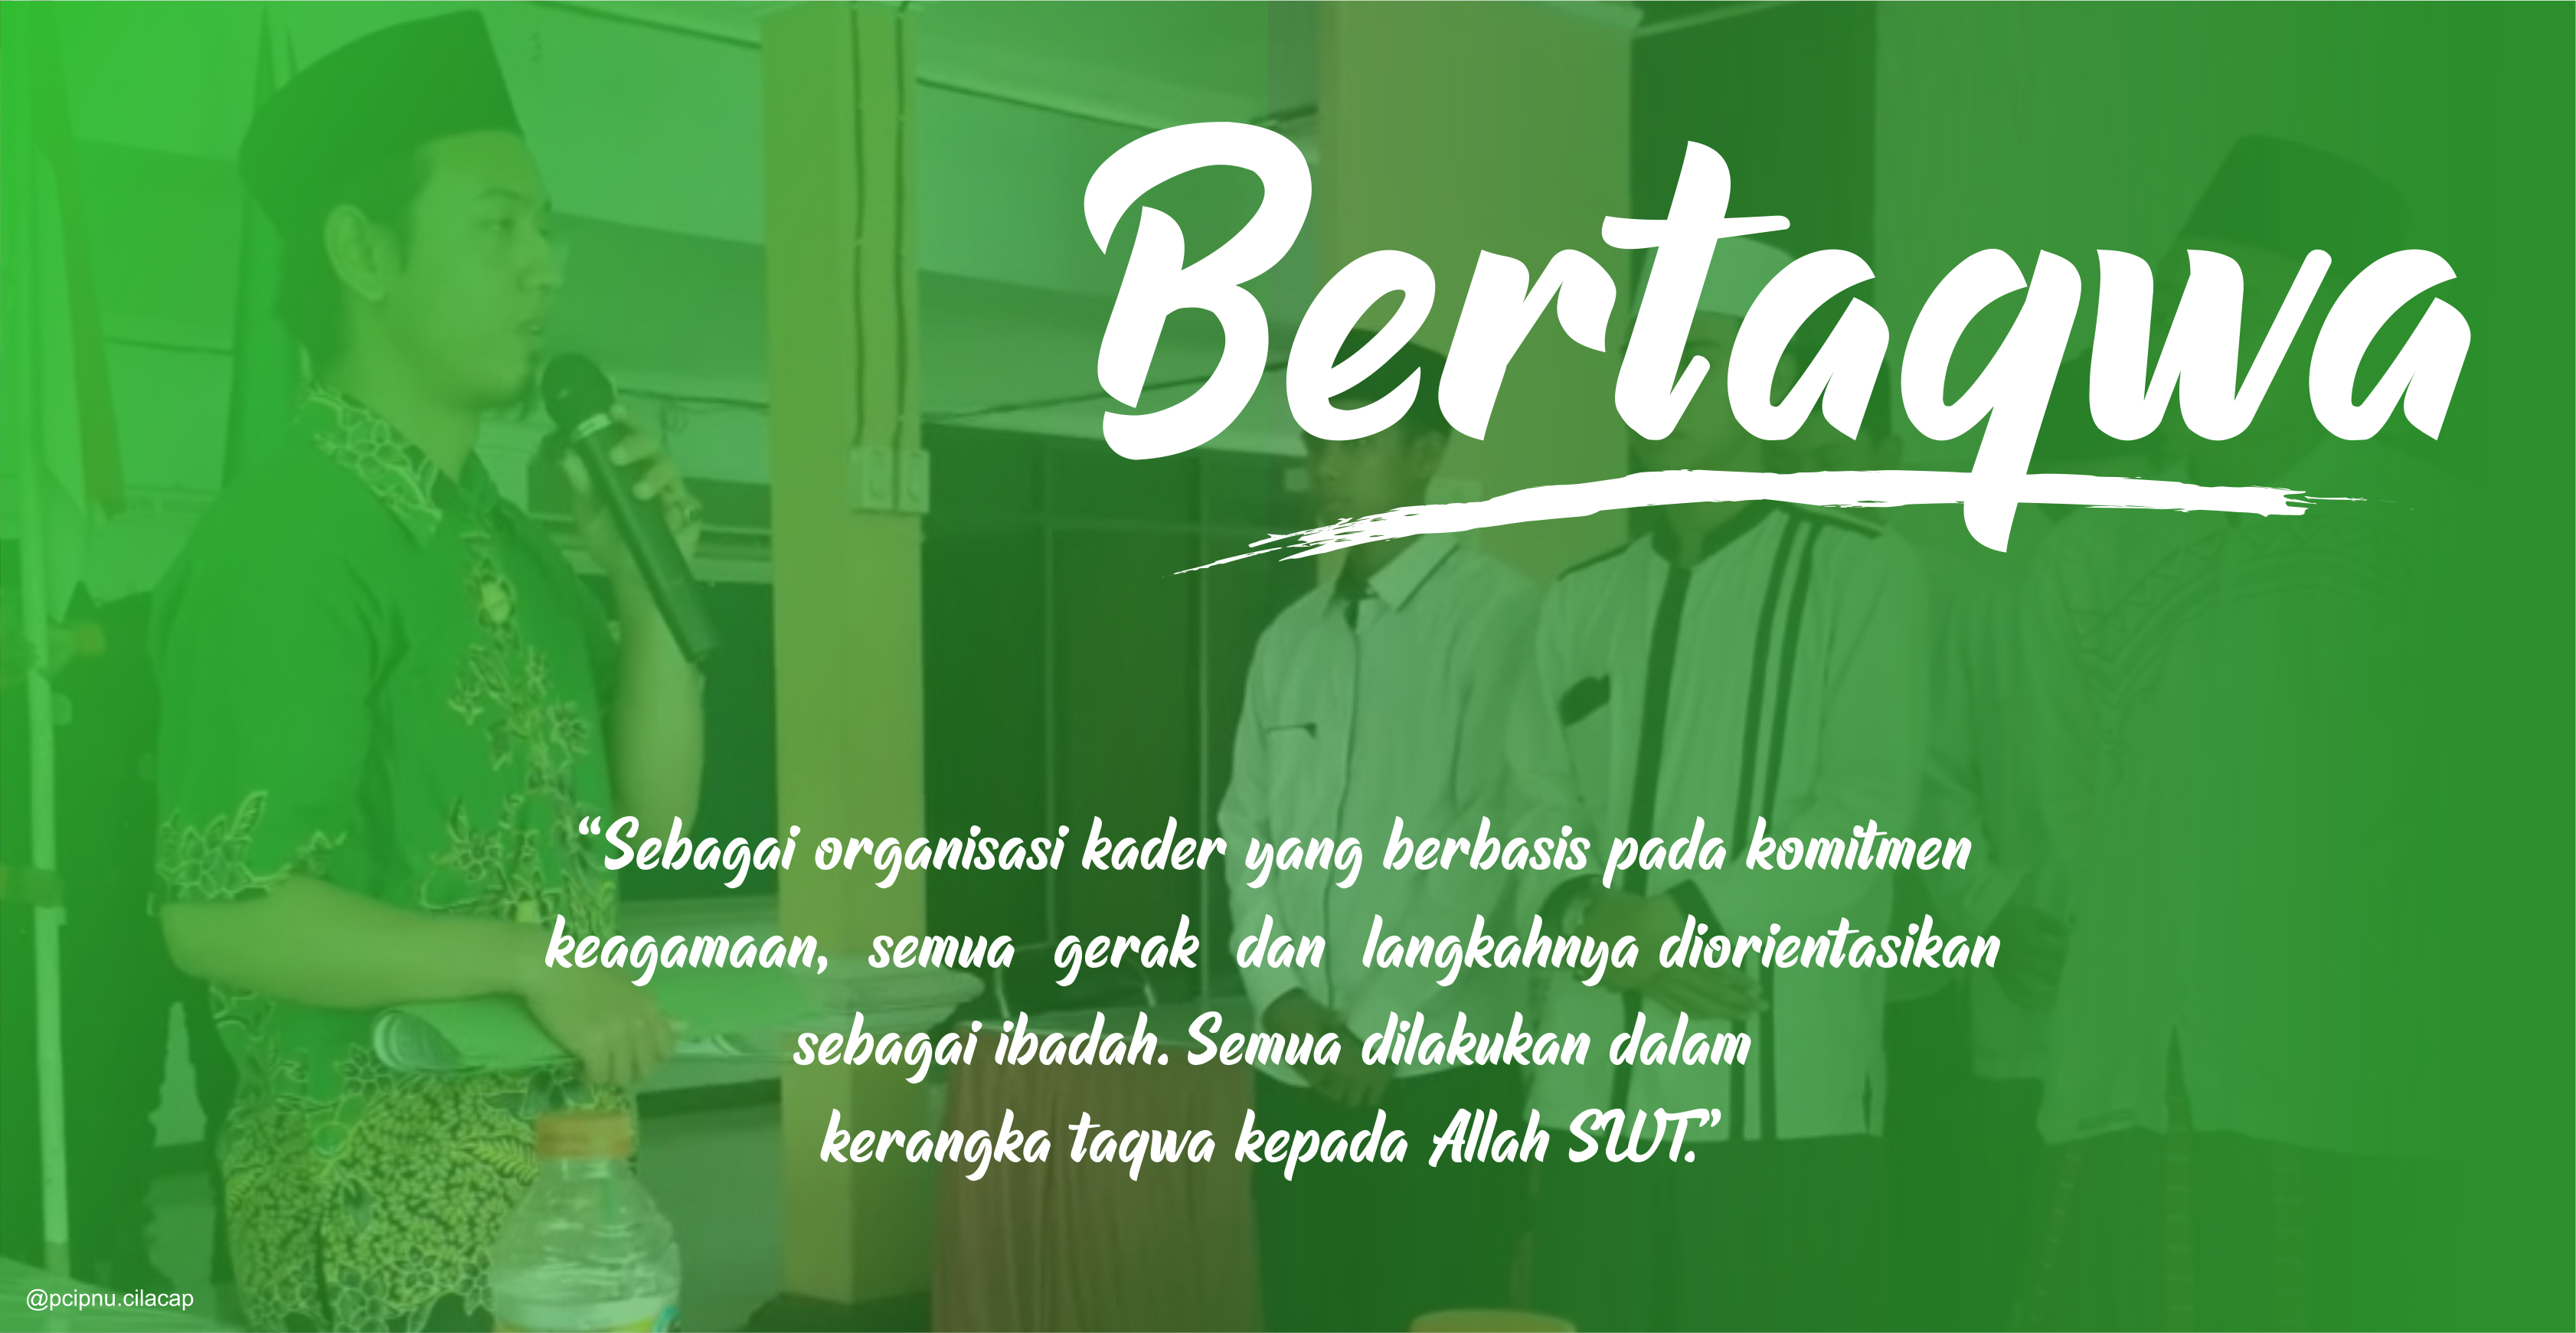 Bertaqwa
“Sebagai organisasi kader yang berbasis pada komitmen
keagamaan, semua gerak dan langkahnya diorientasikan
sebagai ibadah. Semua dilakukan dalam
kerangka taqwa kepada Allah SWT.”
@pcipnu.cilacap